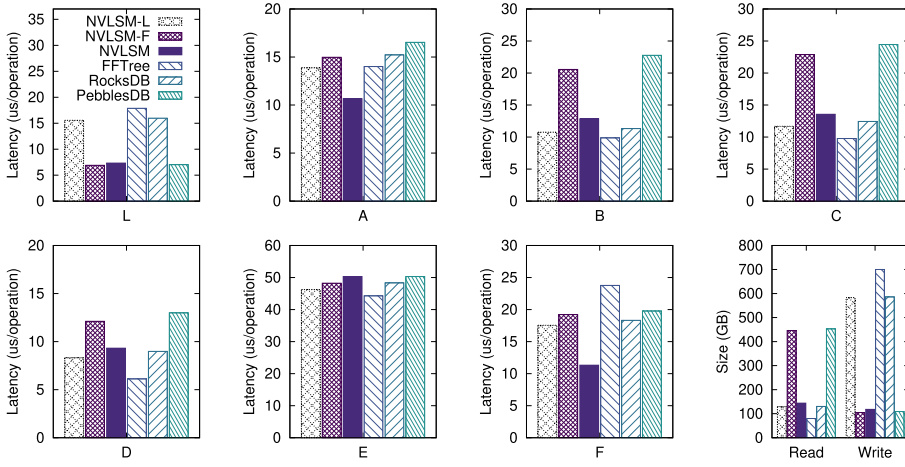 Latency (us/operation)
35
30
25
20
15
10
5
0
NVLSM-L
NVLSM-F
NVLSM
FFTree
RocksDB
PebblesDB
L
Latency (us/operation)
20
15
10
5
0
A
Latency (us/operation)
30
25
20
15
10
5
0
B
Latency (us/operation)
30
25
20
15
10
5
0
C
Latency (us/operation)
20
15
10
5
0
D
Latency (us/operation)
60
50
40
30
20
10
0
E
Latency (us/operation)
30
25
20
15
10
5
0
F
Size (GB)
800
700
600
500
400
300
200
100
0
Read Write